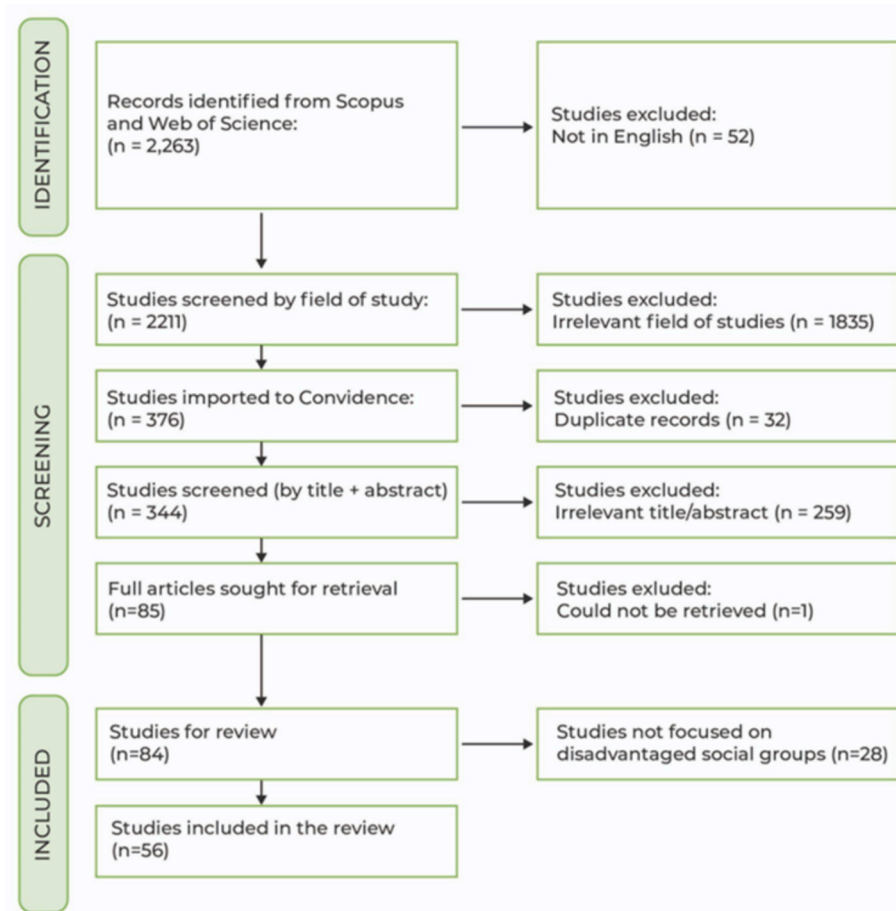 IDENTIFICATION
Records identified from Scopus
and Web of Science:
(n = 2,263)
Studies excluded:
Not in English (n = 52)
SCREENING
Studies screened by field of study:
(n = 2211)
Studies excluded:
Irrelevant field of studies (n = 1835)
Studies imported to Convidence:
(n = 376)
Studies excluded:
Duplicate records (n = 32)
Studies screened (by title + abstract)
(n = 344)
Studies excluded:
Irrelevant title/abstract (n = 259)
Full articles sought for retrieval
(n=85)
Studies exluded:
Could not be retrieved (n=1)
INCLUDED
Studies for review
(n=84)
Studies not focused on
disadvantaged social groups (n=28)
Studies included in the review
(n=56)